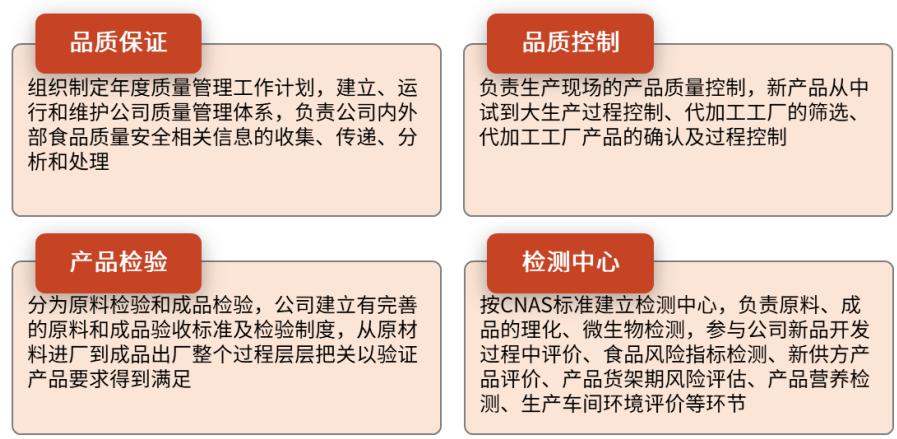 品质保证
组织制定年度质量管理工作计划，建立、运
行和维护公司质量管理体系，负责公司内外
部食品质量安全相关信息的收集、传递、分
析和处理
品质控制
负责生产现场的产品质量控制，新产品从中
试到大生产过程控制、代加工工厂的筛选、
代加工工厂产品的确认及过程控制
产品检验
分为原料检验和成品检验，公司建立有完善
的原料和成品验收标准及检验制度，从原材
料进厂到成品出厂整个过程层层把关以验证
产品要求得到满足
检测中心
按CNAS标准建立检测中心，负责原料、成
品的理化、微生物检测，参与公司新品开发
过程中评价、食品风险指标检测、新供方产
品评价、产品货架期风险评估、产品营养检
测、生产车间环境评价等环节